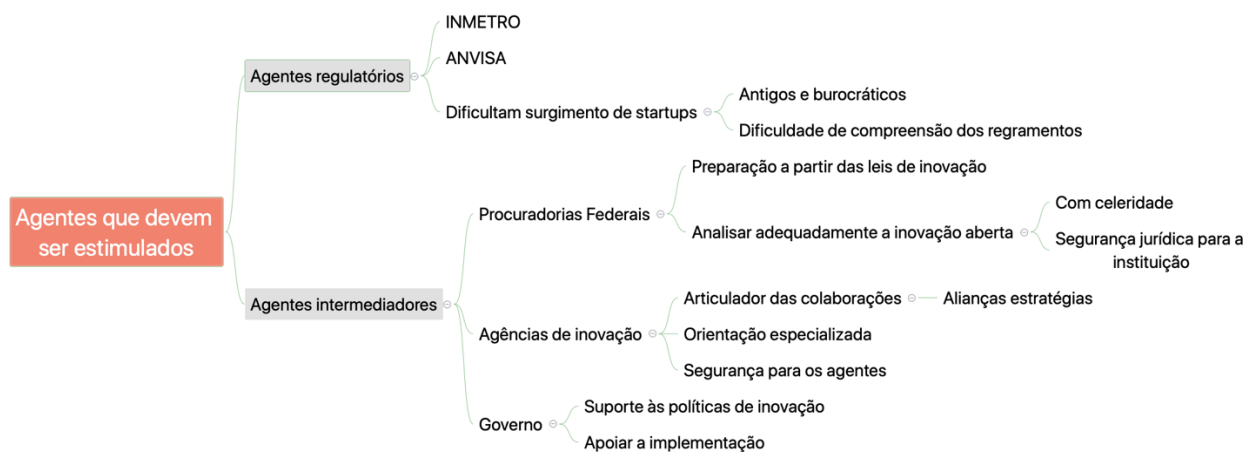 INMETRO
ANVISA
Agentes regulatórios
Dificultam surgimento de startups
Antigos e burocráticos
Dificuldade de compreensão dos regramentos
Agentes que devem
ser estimulados
Preparação a partir das leis de inovação
Procuradorias Federais
Analisar adequadamente a inovação aberta
Com celeridade
Segurança jurídica para a
instituição
Agentes intermediadores
Articulador das colaborações
Alianças estratégias
Agências de inovação
Orientação especializada
Segurança para os agentes
Governo
Suporte às políticas de inovação
Apoiar a implementação